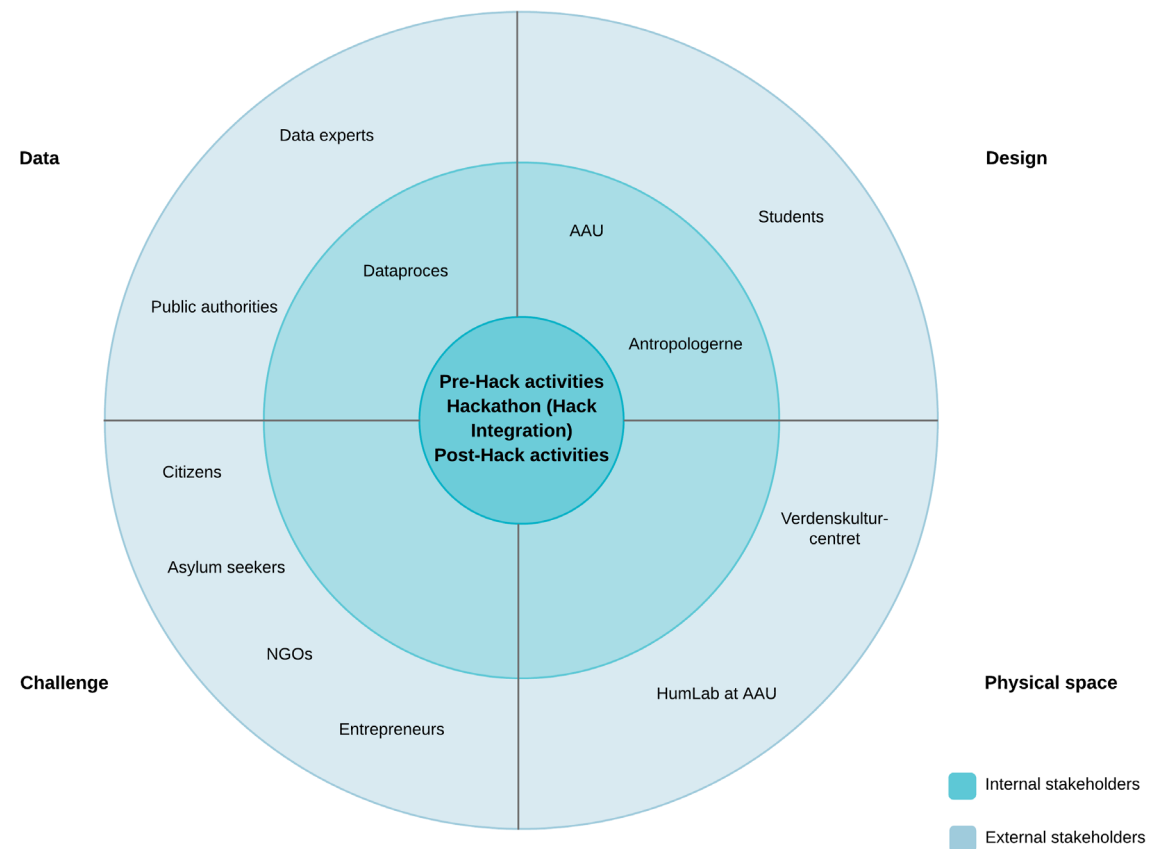 Data
Design
Data experts
Students
AAU
Dataproces
Public authorities
Antropologerne
Pre-Hack activities
Hackathon (Hack
Integration)
Post-Hack activities
Citizens
Verdenskultur-
centret
Asylum seekers
NGOs
Challenge
Physical space
HumLab at AAU
Entrepreneurs
Internal stakeholders
External stakeholders